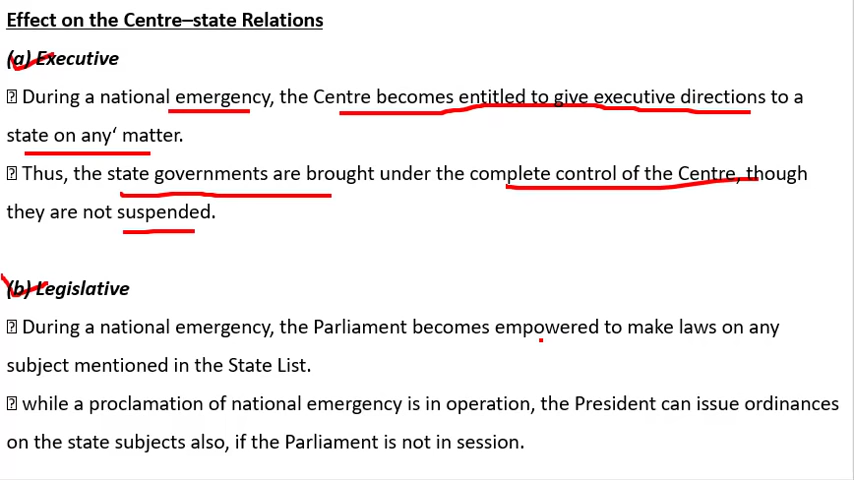 Effect on the Centre–state Relations
(a) Executive
⍰ During a national emergency, the Centre becomes entitled to give executive directions to a
state on any‘ matter.
⍰ Thus, the state governments are brought under the complete control of the Centre, though
they are not suspended.
(b) Legislative
⍰ During a national emergency, the Parliament becomes empowered to make laws on any
subject mentioned in the State List.
⍰ while a proclamation of national emergency is in operation, the President can issue ordinances
on the state subjects also, if the Parliament is not in session.